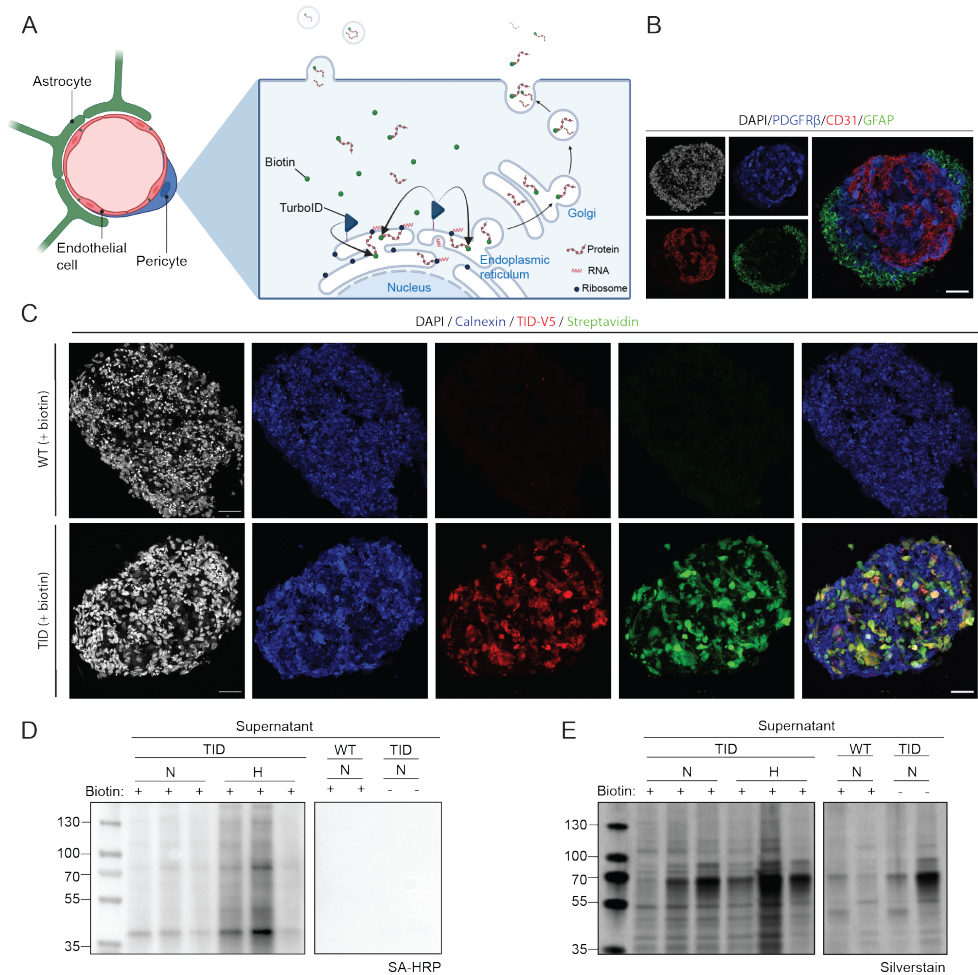 A
Astrocyte
Biotin
TurboID
Endothelial
cell
Pericyte
Golgi
Endoplasmic
reticulum
Nucleus
Protein
RNA
Ribosome
B
DAPI/PDGFRβ/CD31/GFAP
C
DAPI / Calnexin / TID-V5 / Streptavidin
WT (+ biotin)
TID (+ biotin)
D
Supernatant
TID WT TID
N H N N
Biotin: + + + + + + + + - -
130
100
70
55
35
SA-HRP
E
Supernatant
TID WT TID
N H N N
Biotin: + + + + + + + + - -
130
100
70
55
35
Silverstain